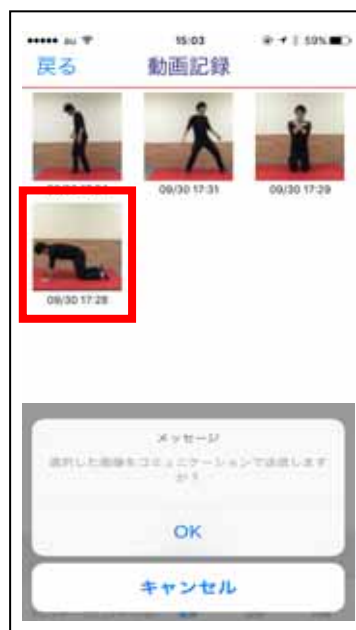 au 15:03 59%
戻る 動画記録
09/30 17:31 09/30 17:29
09/30 17:28
メッセージ
選択した画像をコミュニケーションで送信します
か？
OK
キャンセル